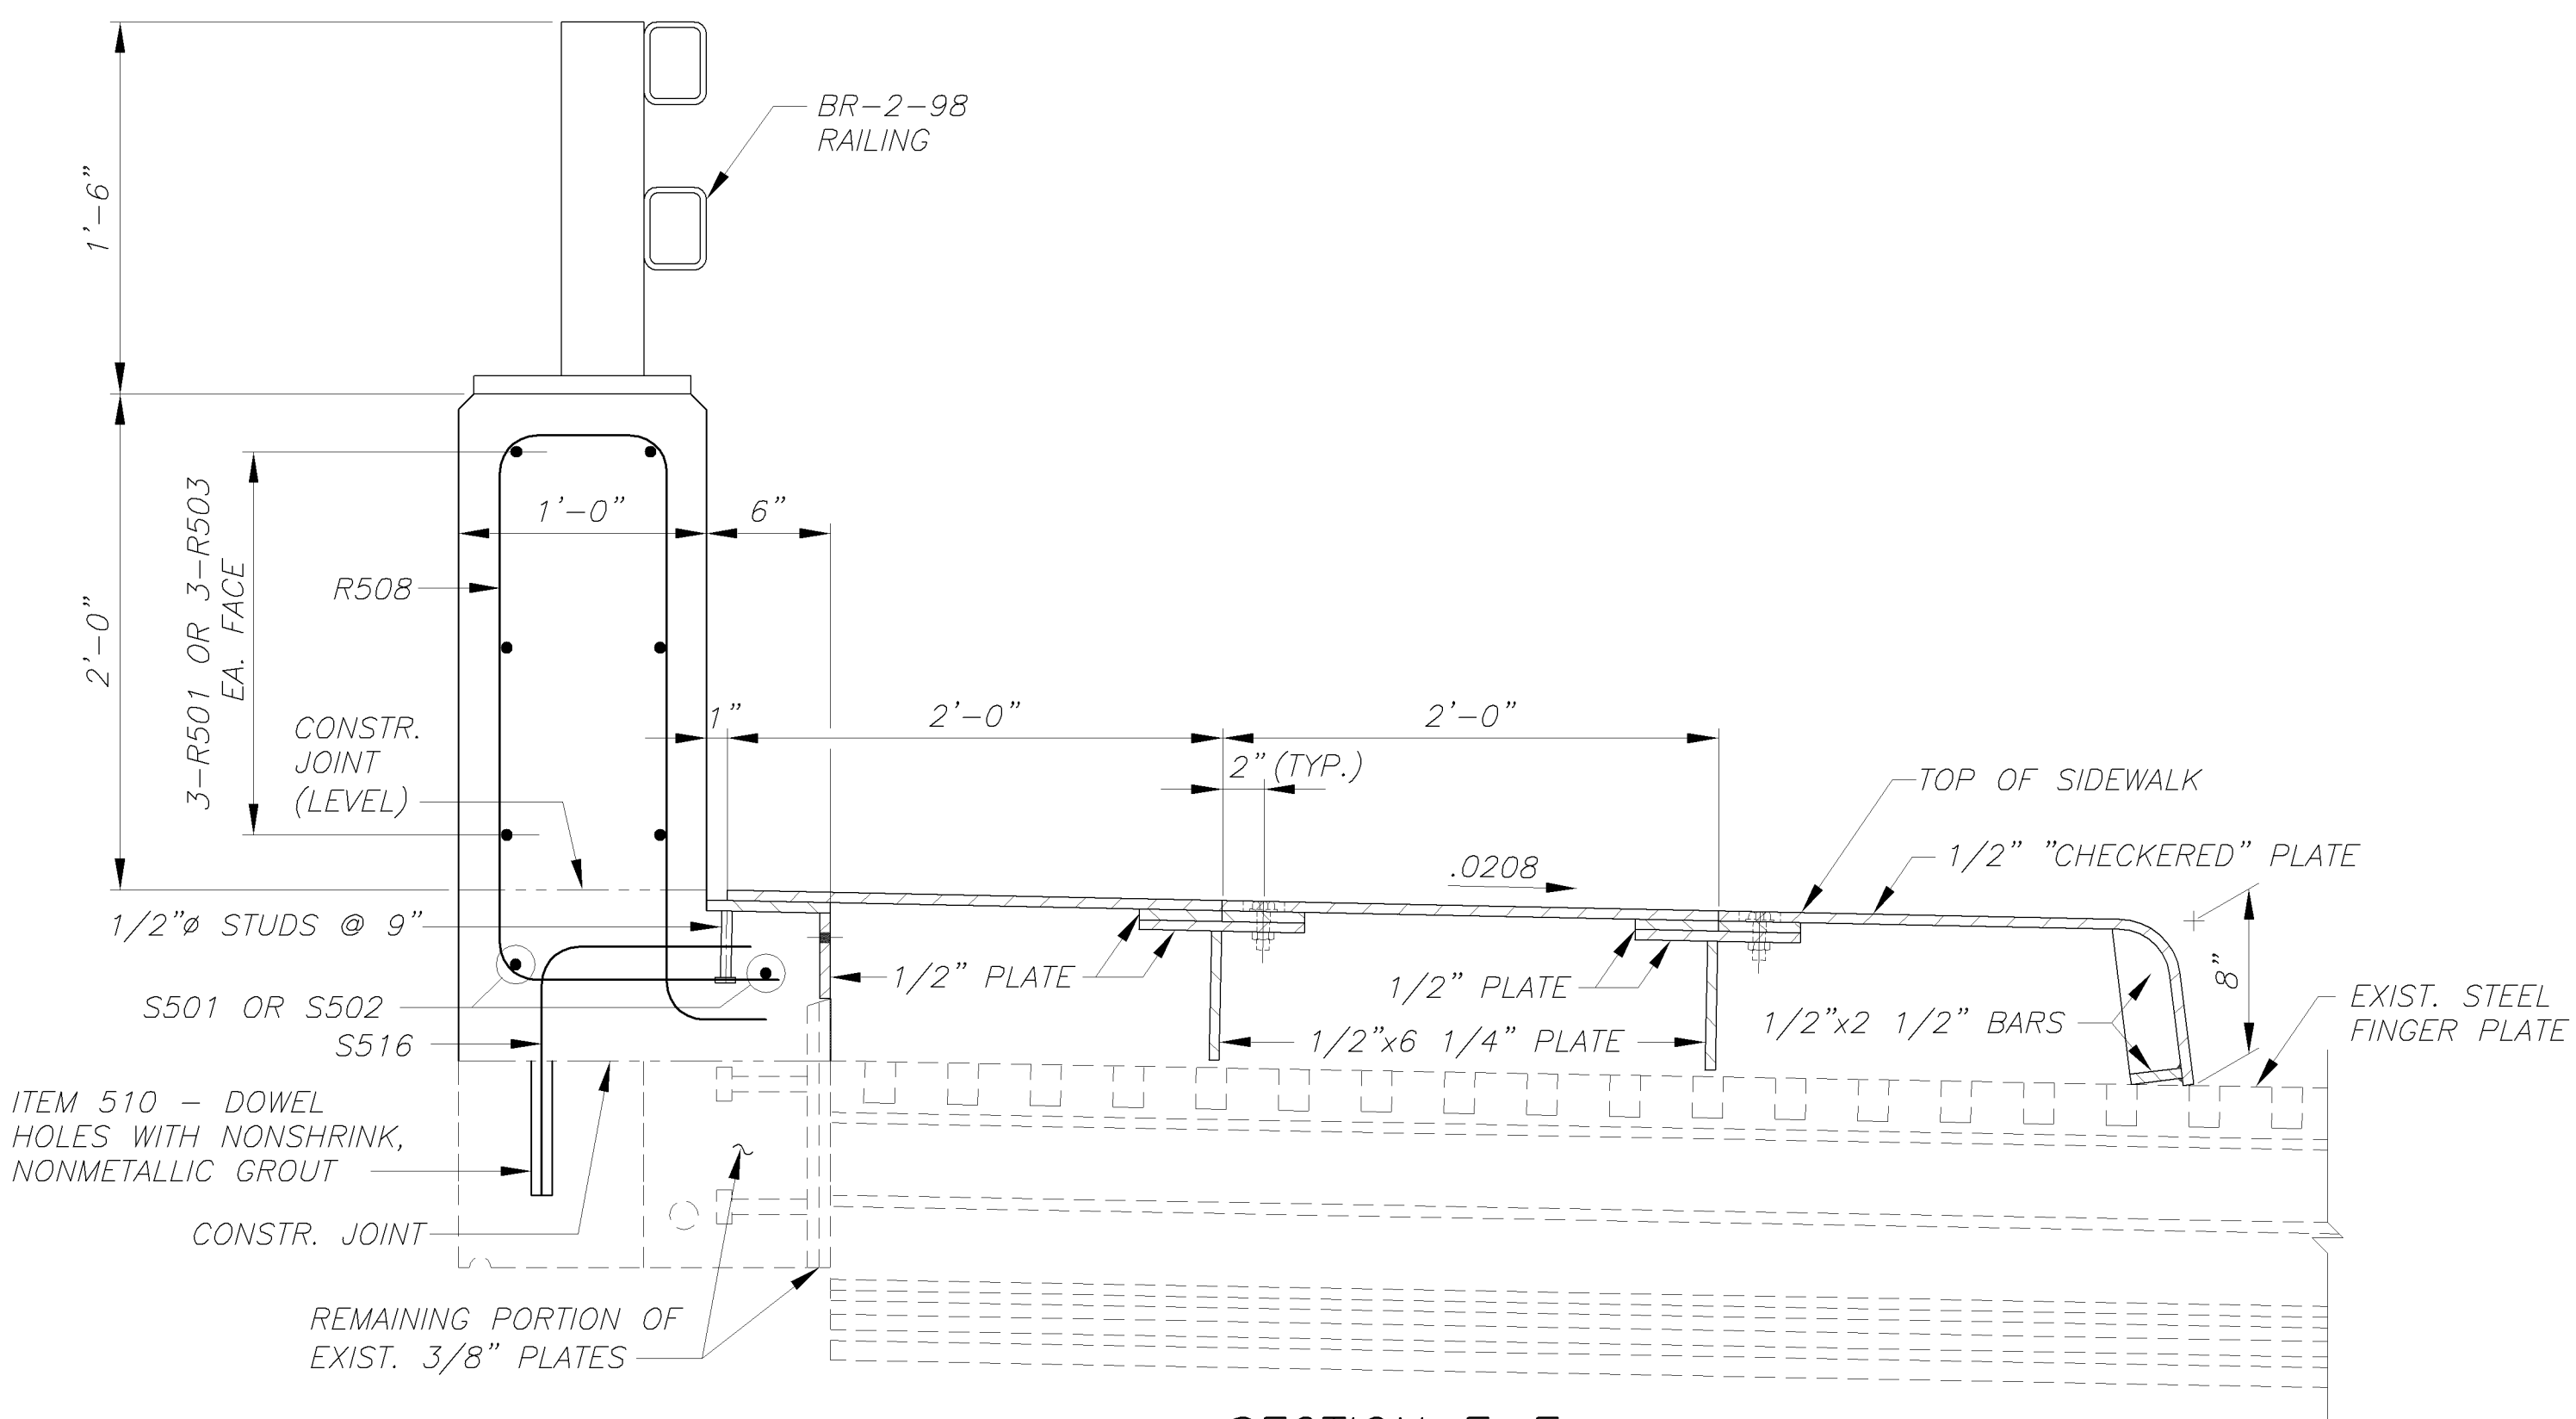 1'-6"
BR-2-98
RAILING
2'-0"
3-R501 OR 3-R503
EA. FACE
1'-0"
6"
R508
CONSTR.
JOINT
(LEVEL)
1"
2'-0"
2'-0"
2" (TYP.)
TOP OF SIDEWALK
1/2" "CHECKERED" PLATE
.0208
1/2"ø STUDS @ 9"
1/2" PLATE
1/2" PLATE
8"
S501 OR S502
S516
1/2"x6 1/4" PLATE
1/2"x2 1/2" BARS
EXIST. STEEL
FINGER PLATE
ITEM 510 - DOWEL
HOLES WITH NONSHRINK,
NONMETALLIC GROUT
CONSTR. JOINT
REMAINING PORTION OF
EXIST. 3/8" PLATES
SECTION